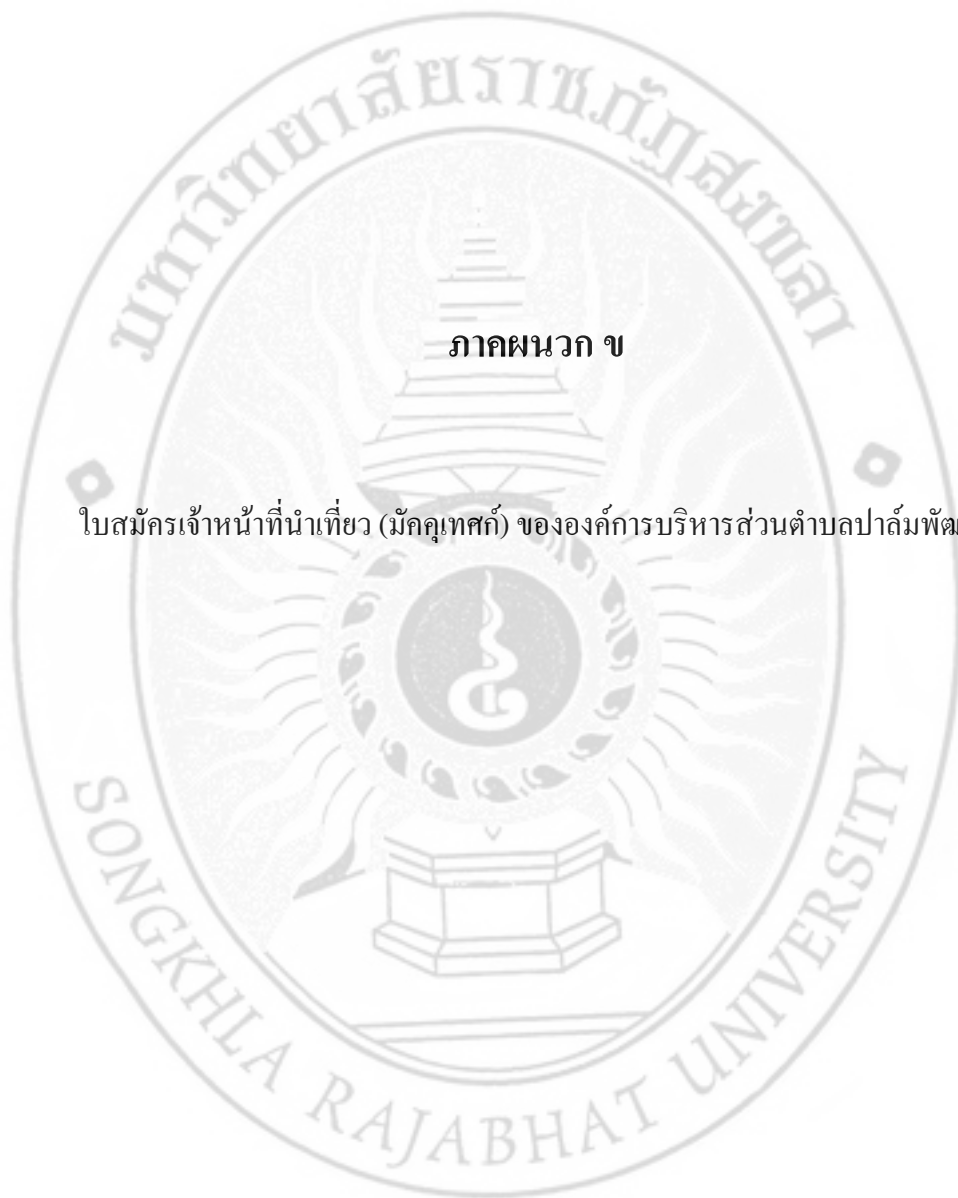 มหาวิทยาลัยราชภัฏสงขลา
ภาคผนวก ข
ใบสมัครเจ้าหน้าที่นำเที่ยว (มัคคุเทศก์) ขององค์การบริหารส่วนตำบลปาล์มพัฒ
SONGKHLA RAJABHAT UNIVERSITY